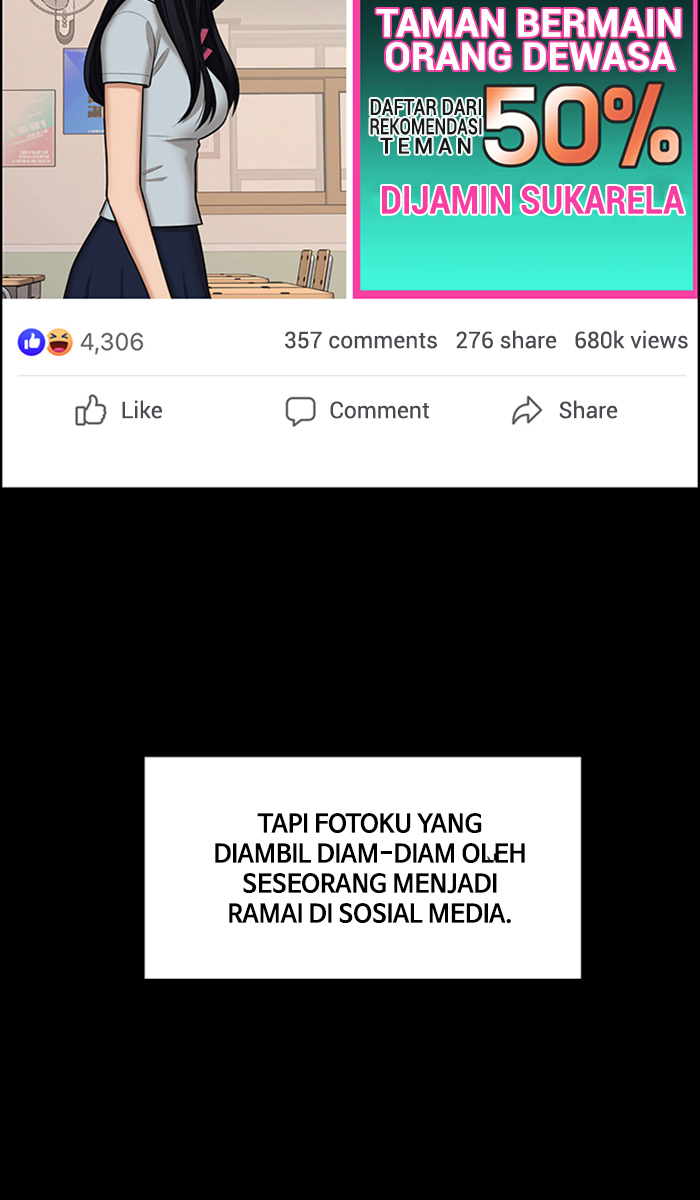 TAMAN BERMAIN
ORANG DEWASA
DAFTAR DARI
REKOMENDASI
TEMAN
50%
DIJAMIN SUKARELA
4,306
357 comments 276 share 680k views
Like Comment Share
TAPI FOTOKU YANG
DIAMBIL DIAM-DIAM OLEH
SESEORANG MENJADI
RAMAI DI SOSIAL MEDIA.